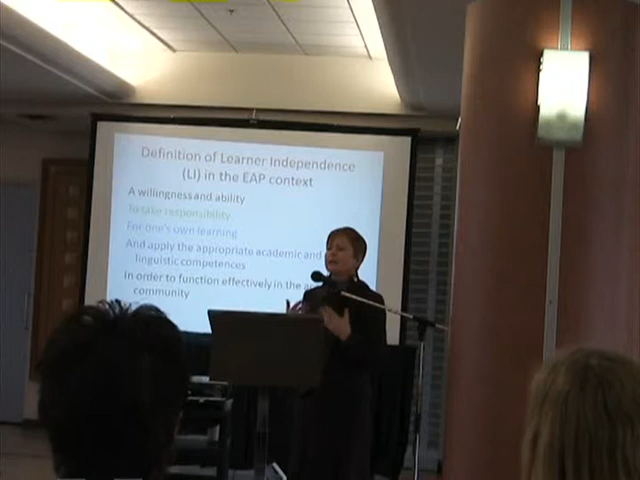 Definition of Learner Independence
(LI) in the EAP context
A willingness and ability
To take responsibility
For one's own learning
And apply the appropriate academic and
linguistic competences
In order to function effectively in the
community